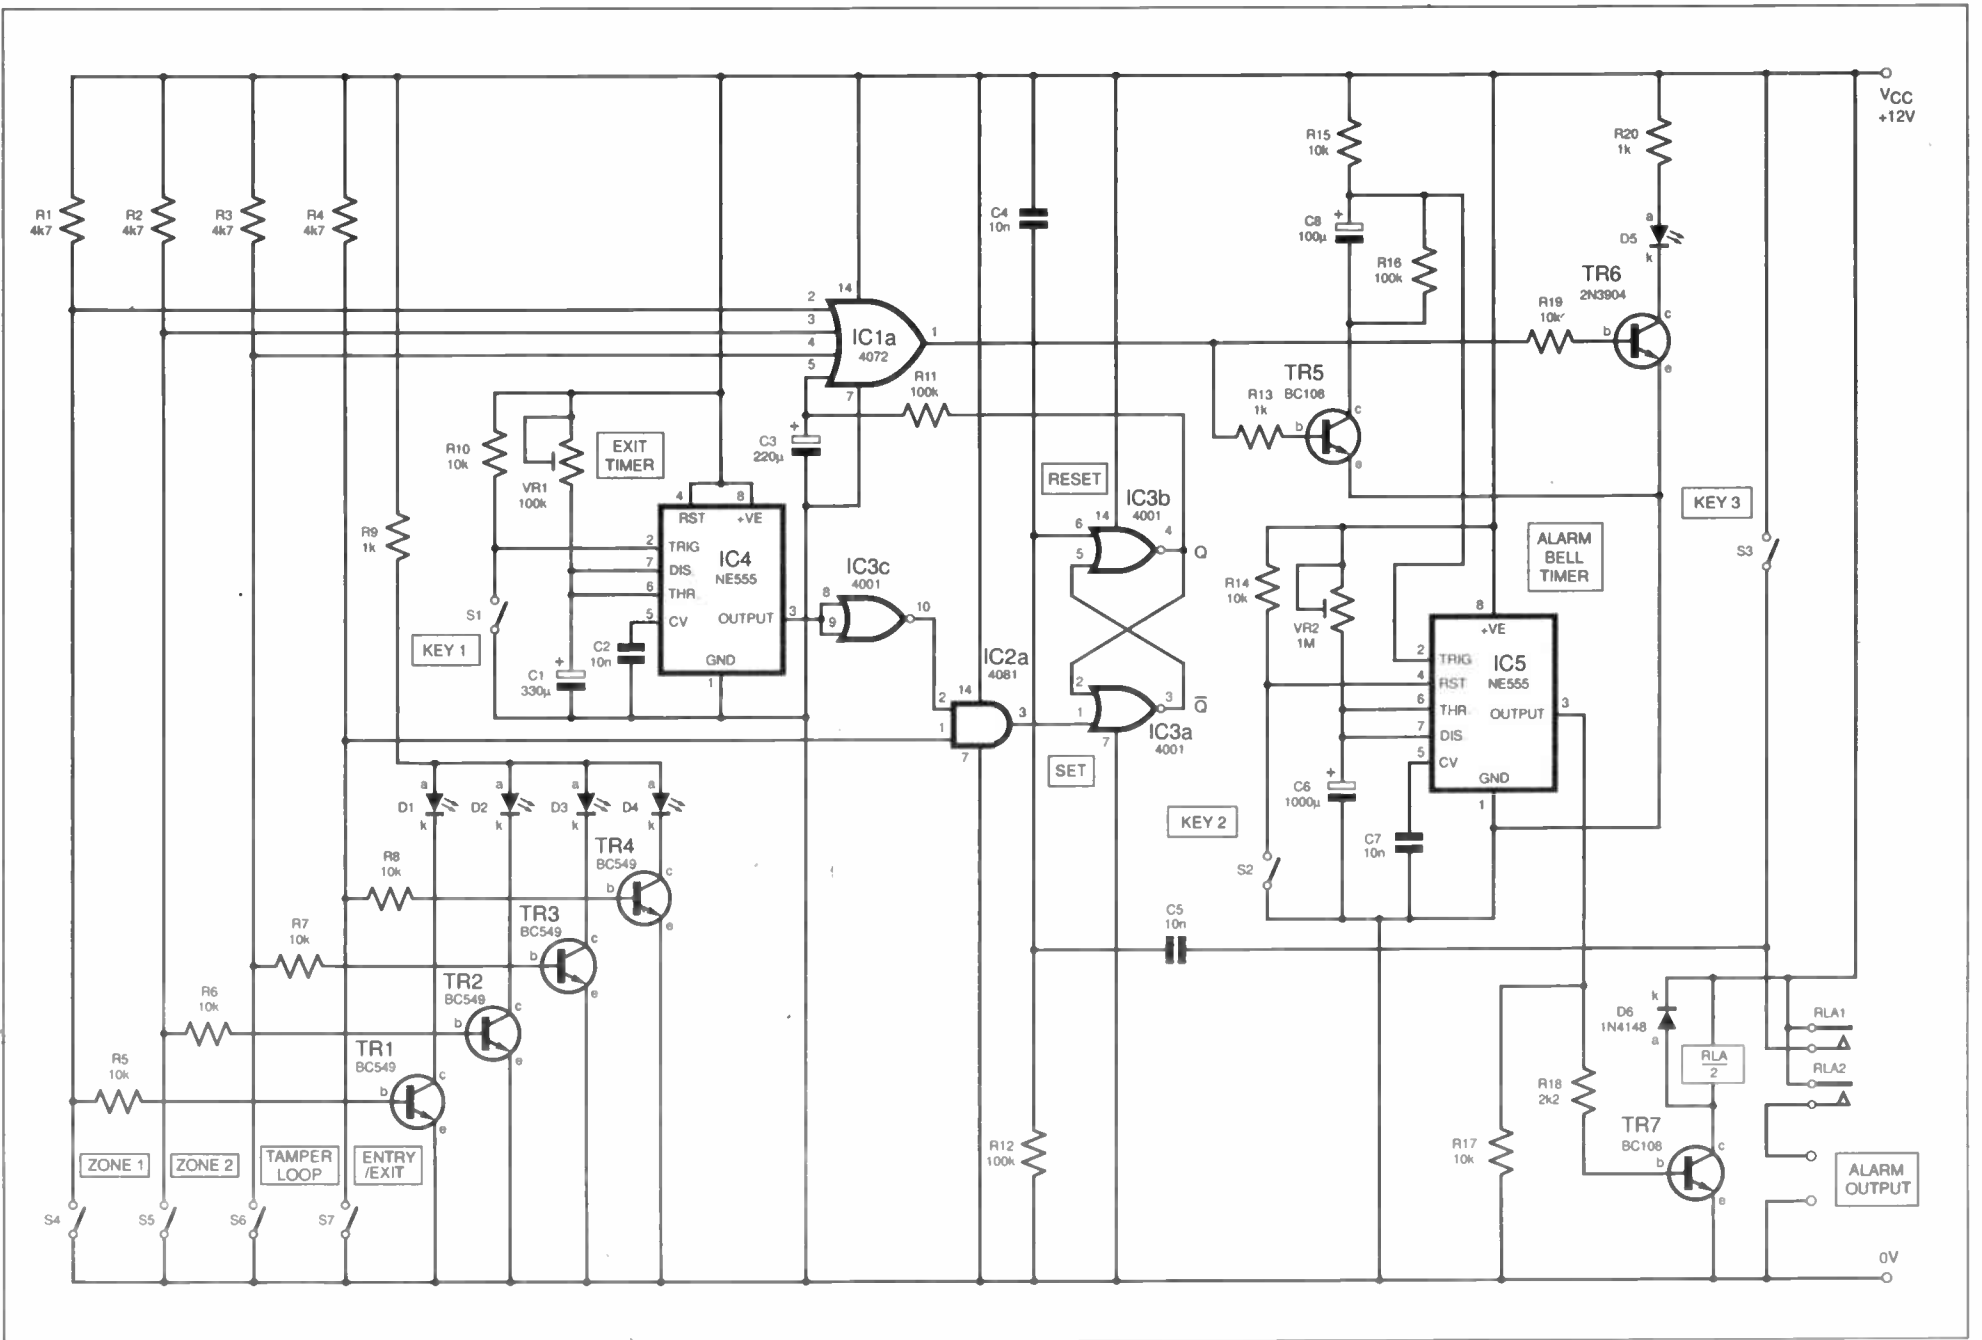 VCC
+12V
R1
4k7
R2
4k7
R3
4k7
R4
4k7
C4
10n
R15
10k
R20
1k
C8
100µ
+
R16
100k
a
D5
k
TR6
2N3904
R19
10k
b
c
e
14
2
3
4
5
IC1a
4072
1
7
R11
100k
TR5
BC108
R13
1k
b
c
e
R10
10k
VR1
100k
EXIT
TIMER
C3
220µ
+
RESET
KEY 3
S3
R9
1k
4
8
RST
+VE
2
TRIG
7
DIS
6
THR
5
CV
IC4
NE555
OUTPUT
3
GND
1
IC3c
4001
8
9
10
IC3b
4001
14
6
5
4
Q
ALARM
BELL
TIMER
R14
10k
VR2
1M
S1
KEY 1
C2
10n
C1
330µ
+
IC2a
4081
14
2
1
3
7
2
1
3
Q̅
7
IC3a
4001
SET
8
+VE
2
TRIG
4
RST
6
THR
7
DIS
5
CV
IC5
NE555
OUTPUT
3
GND
1
C6
1000µ
+
KEY 2
S2
C7
10n
a
D1
k
a
D2
k
a
D3
k
a
D4
k
TR4
BC549
R8
10k
b
c
e
TR3
BC549
R7
10k
b
c
e
TR2
BC549
R6
10k
b
c
e
TR1
BC549
R5
10k
b
c
e
C5
10n
k
D6
1N4148
a
RLA
2
RLA1
RLA2
R18
2k2
TR7
BC108
b
c
e
R17
10k
R12
100k
ZONE 1
ZONE 2
TAMPER
LOOP
ENTRY
/EXIT
S4
S5
S6
S7
ALARM
OUTPUT
0V